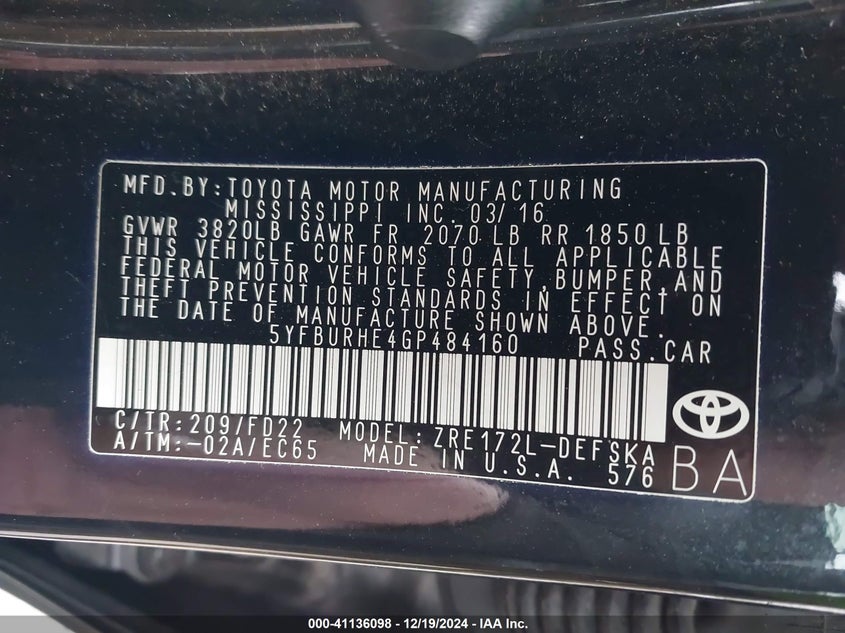 MFD.BY:TOYOTA MOTOR MANUFACTURING
MISSISSIPPI INC. 03/16
GVWR 3820LB GAWR FR 2070 LB RR 1850 LB
THIS VEHICLE CONFORMS TO ALL APPLICABLE
FEDERAL MOTOR VEHICLE SAFETY,BUMPER,AND
THEFT PREVENTION STANDARDS IN EFFECT ON
THE DATE OF MANUFACTURE SHOWN ABOVE.
5YFBURHE4GP484160 PASS.CAR
C/TR:209/FD22 MODEL:ZRE172L-DEFSKA
A/TM:-02A/EC65 MADE IN U.S.A. 576
BA
000-41136098 - 12/19/2024 - IAA Inc.